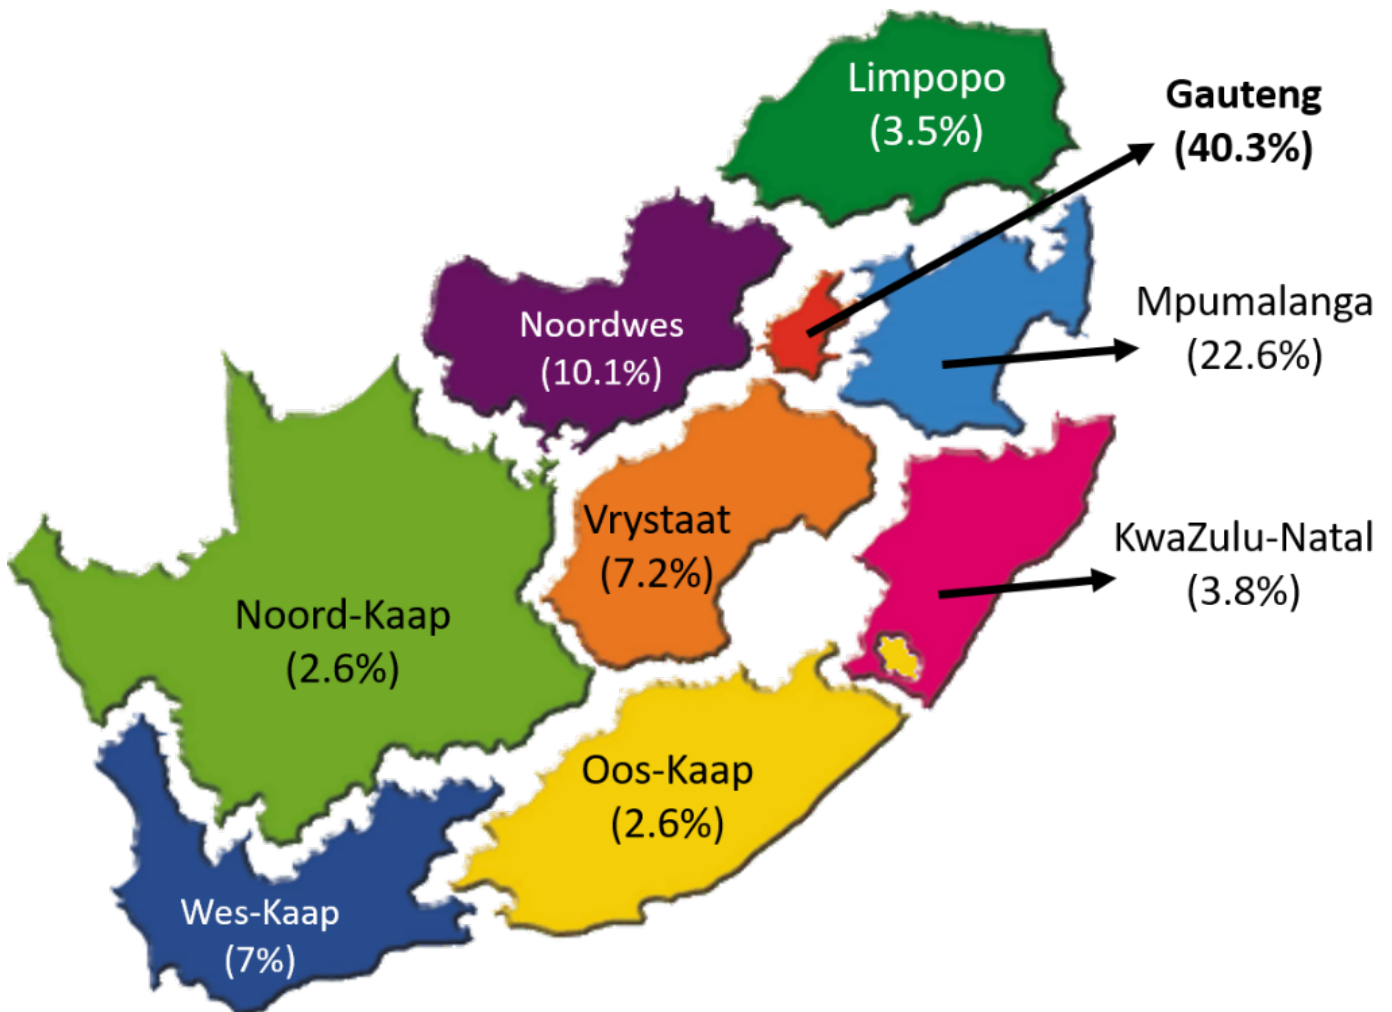 Limpopo
(3.5%)
Gauteng
(40.3%)
Noordwes
(10.1%)
Mpumalanga
(22.6%)
Vrystaat
(7.2%)
KwaZulu-Natal
(3.8%)
Noord-Kaap
(2.6%)
Oos-Kaap
(2.6%)
Wes-Kaap
(7%)